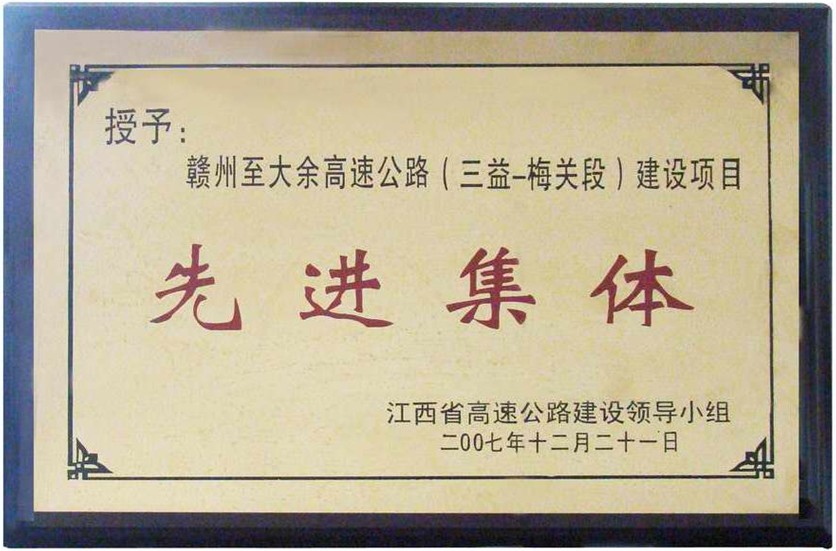 授予：
赣州至大余高速公路（三益-梅关段）建设项目
先进集体
江西省高速公路建设领导小组
二00七年十二月二十一日